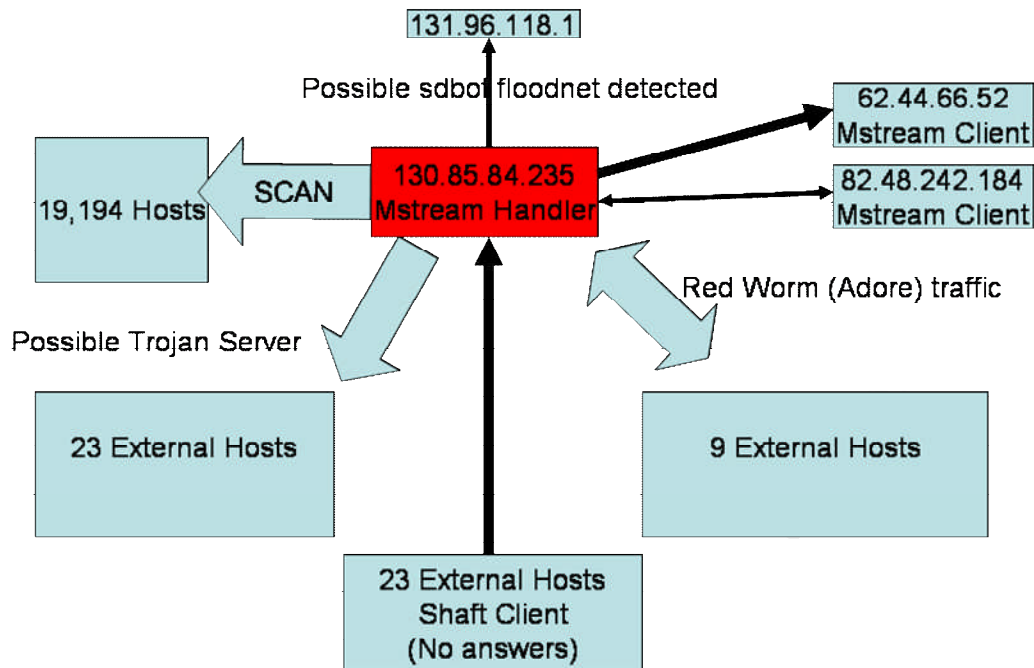 131.96.118.1
Possible sdbot floodnet detected
62.44.66.52
Mstream Client
130.85.84.235
Mstream Handler
82.48.242.184
Mstream Client
SCAN
19,194 Hosts
Red Worm (Adore) traffic
Possible Trojan Server
23 External Hosts
9 External Hosts
23 External Hosts
Shaft Client
(No answers)